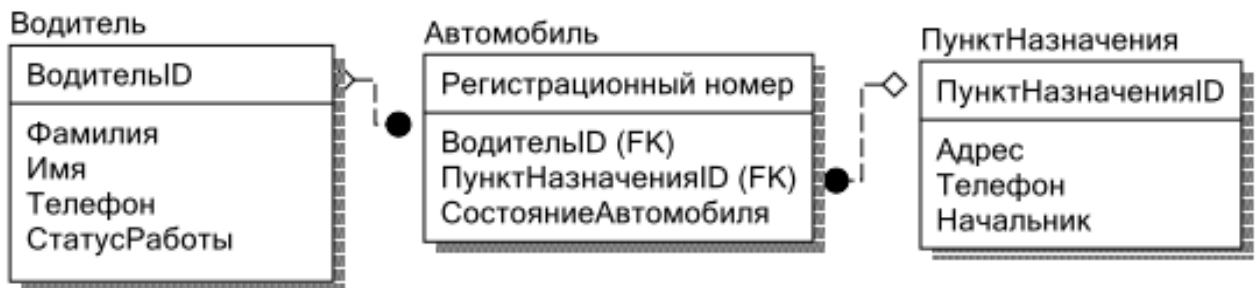 Водитель
ВодительID
Фамилия
Имя
Телефон
СтатусРаботы
Автомобиль
Регистрационный номер
ВодительID (FK)
ПунктНазначенияID (FK)
СостояниеАвтомобиля
ПунктНазначения
ПунктНазначенияID
Адрес
Телефон
Начальник